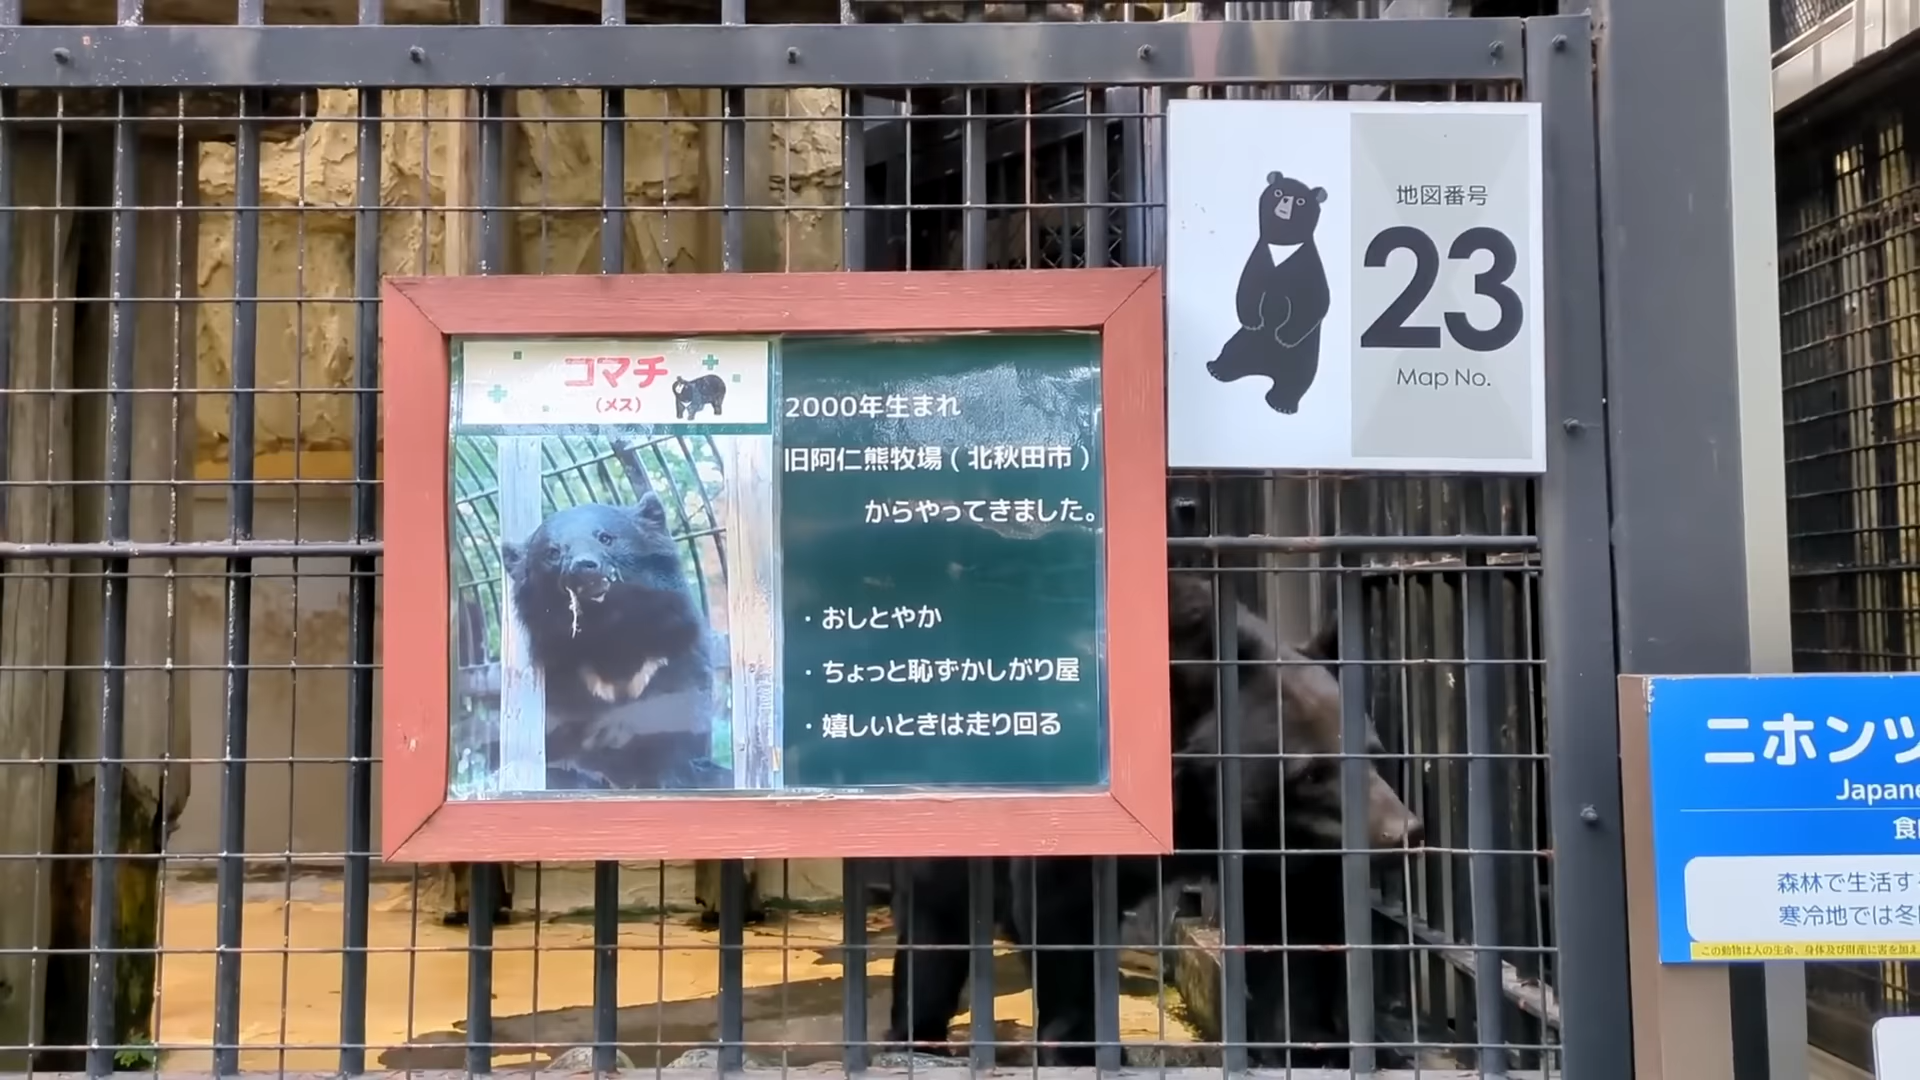 コマチ
（メス）
2000年生まれ
旧阿仁熊牧場（北秋田市）
からやってきました。
・おしとやか
・ちょっと恥ずかしがり屋
・嬉しいときは走り回る
地図番号
23
Map No.
ニホンツ
Japane
食
森林で生活す
寒冷地では冬
この動物は人の生命、身体及び財産に害を加え